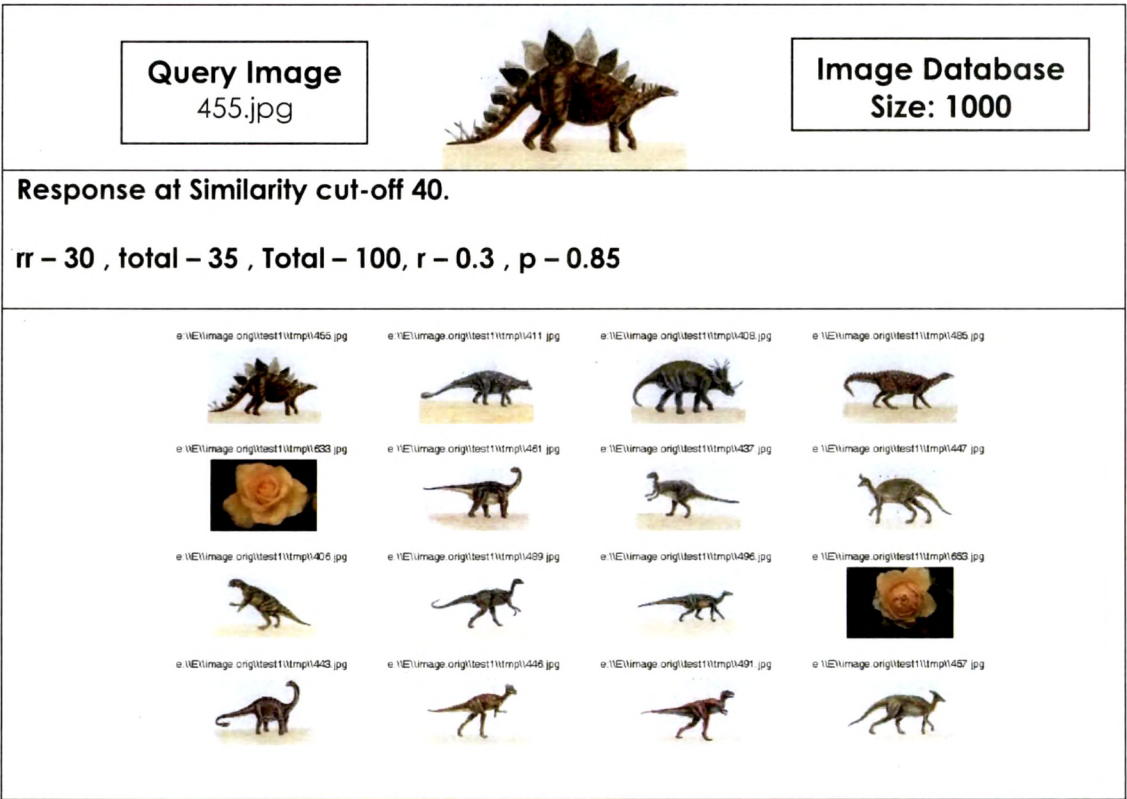 Query Image
455.jpg
Image Database
Size: 1000
Response at Similarity cut-off 40.
rr – 30 , total – 35 , Total – 100, r – 0.3 , p – 0.85
e:\\E\\image.orig\\test1\\tmp\\455.jpg e:\\E\\image.orig\\test1\\tmp\\411.jpg e:\\E\\image.orig\\test1\\tmp\\408.jpg e:\\E\\image.orig\\test1\\tmp\\485.jpg
e:\\E\\image.orig\\test1\\tmp\\633.jpg e:\\E\\image.orig\\test1\\tmp\\461.jpg e:\\E\\image.orig\\test1\\tmp\\437.jpg e:\\E\\image.orig\\test1\\tmp\\447.jpg
e:\\E\\image.orig\\test1\\tmp\\406.jpg e:\\E\\image.orig\\test1\\tmp\\489.jpg e:\\E\\image.orig\\test1\\tmp\\496.jpg e:\\E\\image.orig\\test1\\tmp\\653.jpg
e:\\E\\image.orig\\test1\\tmp\\443.jpg e:\\E\\image.orig\\test1\\tmp\\446.jpg e:\\E\\image.orig\\test1\\tmp\\491.jpg e:\\E\\image.orig\\test1\\tmp\\457.jpg